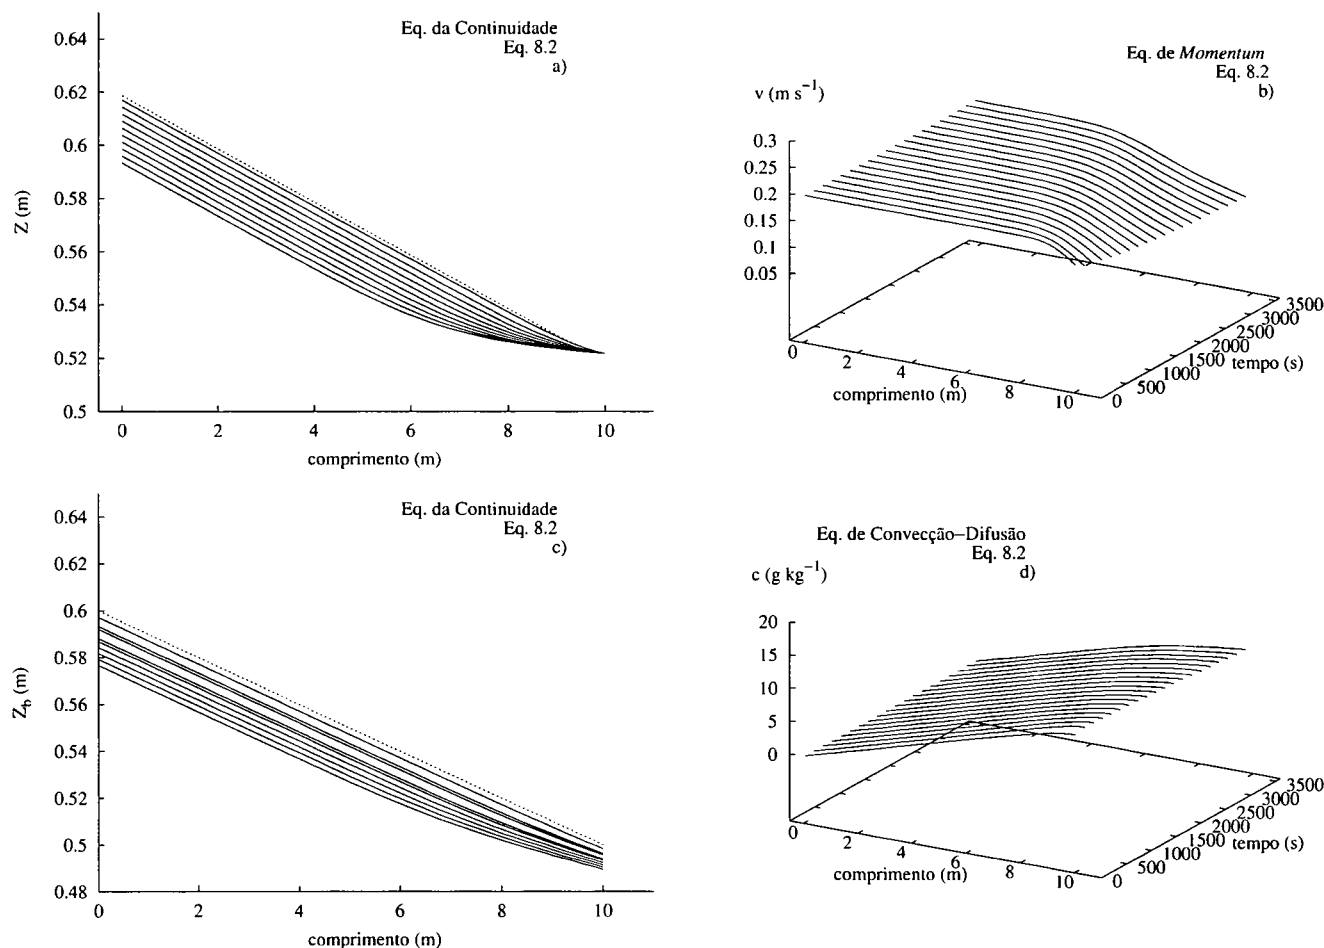 Eq. da Continuidade
Eq. 8.2
a)
0.64
0.62
0.6
0.58
0.56
0.54
0.52
0.5
Z (m)
0 2 4 6 8 10
comprimento (m)
Eq. de Momentum
Eq. 8.2
b)
v (m s⁻¹)
0.3
0.25
0.2
0.15
0.1
0.05
0 2 4 6 8 10
comprimento (m)
0 500 1000 1500 2000 2500 3000 3500
tempo (s)
Eq. da Continuidade
Eq. 8.2
c)
0.64
0.62
0.6
0.58
0.56
0.54
0.52
0.5
0.48
Z_b (m)
0 2 4 6 8 10
comprimento (m)
Eq. de Convecção–Difusão
Eq. 8.2
d)
c (g kg⁻¹)
20
15
10
5
0
0 2 4 6 8 10
comprimento (m)
0 500 1000 1500 2000 2500 3000 3500
tempo (s)